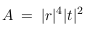 A = |r|⁴|t|²